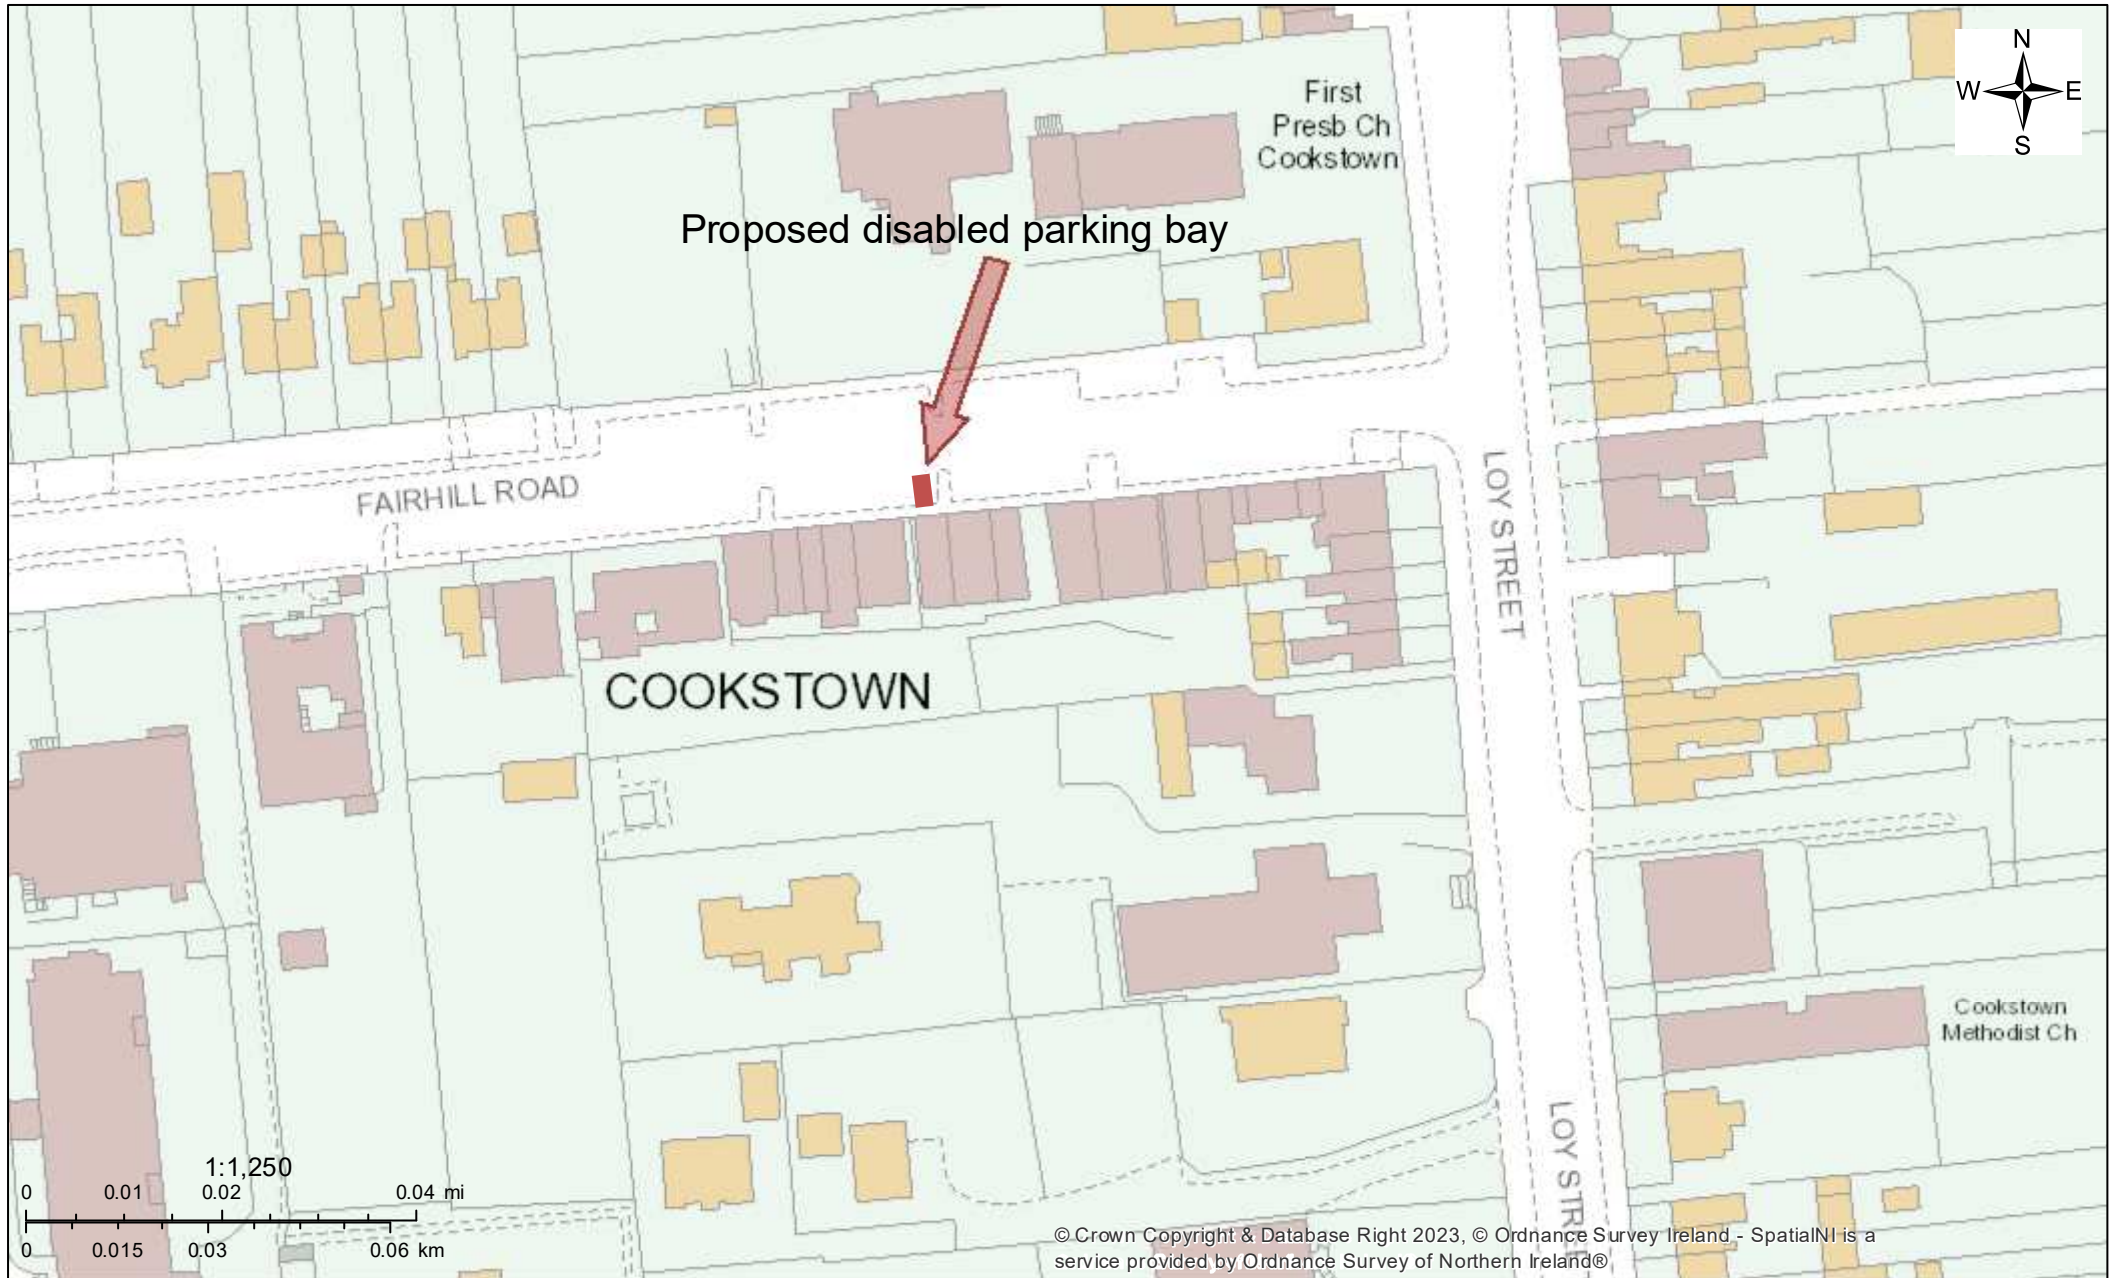 N
W E
S
First
Presb Ch
Cookstown
Proposed disabled parking bay
FAIRHILL ROAD
LOY STREET
COOKSTOWN
Cookstown
Methodist Ch
LOY STREET
1:1,250
0 0.01 0.02 0.04 mi
0 0.015 0.03 0.06 km
© Crown Copyright & Database Right 2023, © Ordnance Survey Ireland - SpatialNI is a
service provided by Ordnance Survey of Northern Ireland®